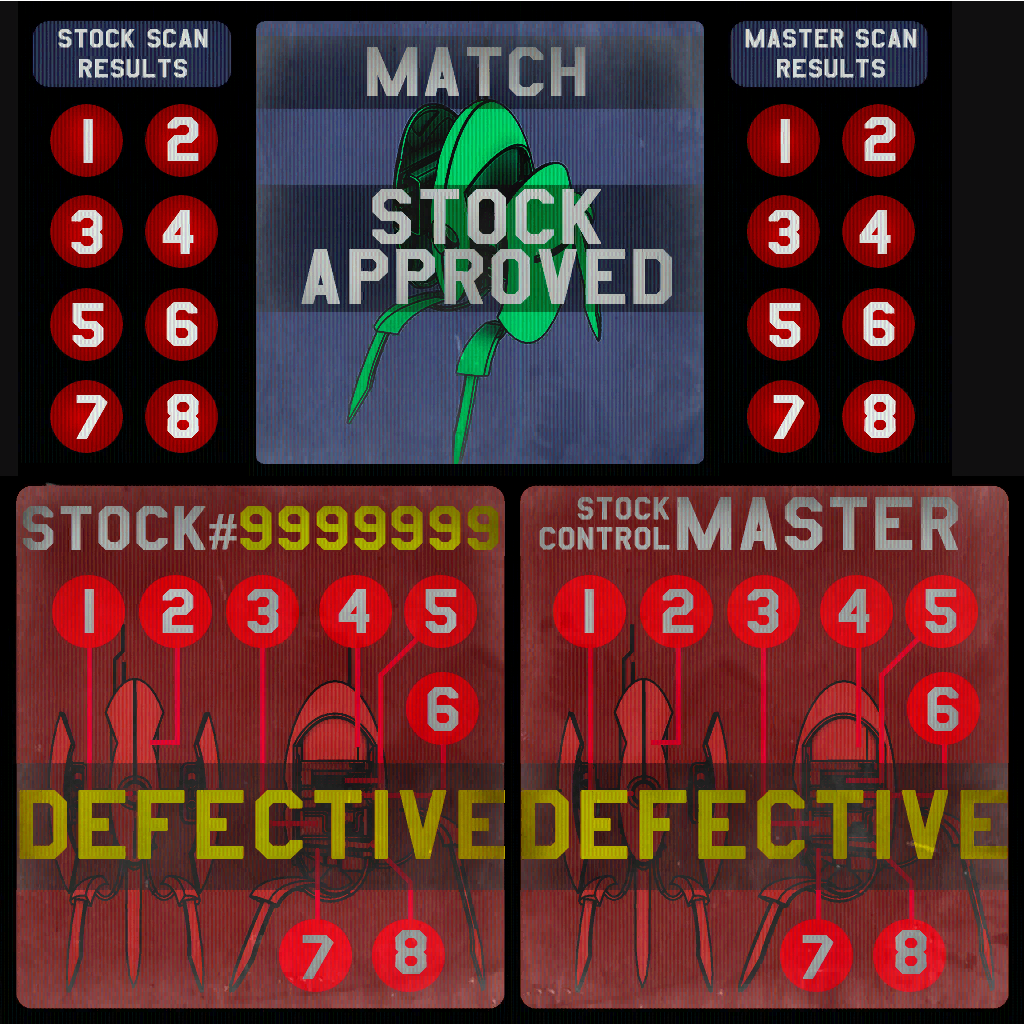 STOCK SCAN
RESULTS
1 2
3 4
5 6
7 8
MATCH
STOCK
APPROVED
MASTER SCAN
RESULTS
1 2
3 4
5 6
7 8
STOCK#9999999
1 2 3 4 5
6
DEFECTIVE
7 8
STOCK
CONTROL MASTER
1 2 3 4 5
6
DEFECTIVE
7 8